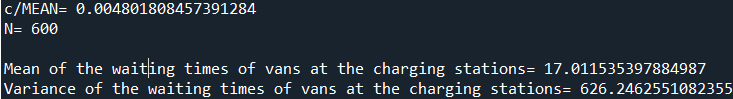 c/MEAN= 0.004801808457391284
N= 600
Mean of the waiting times of vans at the charging stations= 17.011535397884987
Variance of the waiting times of vans at the charging stations= 626.2462551082355